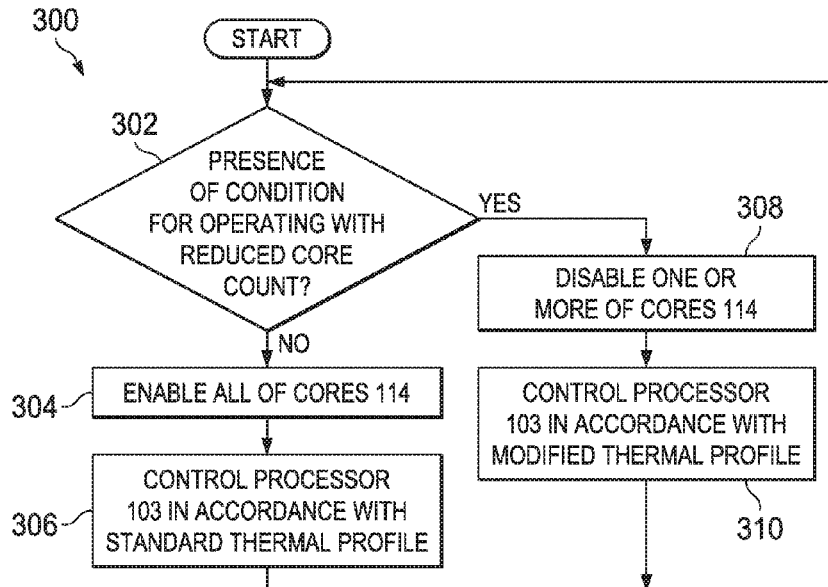 300
START
302
PRESENCE
OF CONDITION
FOR OPERATING WITH
REDUCED CORE
COUNT?
YES
NO
308
DISABLE ONE OR
MORE OF CORES 114
304
ENABLE ALL OF CORES 114
CONTROL PROCESSOR
103 IN ACCORDANCE WITH
MODIFIED THERMAL PROFILE
310
306
CONTROL PROCESSOR
103 IN ACCORDANCE WITH
STANDARD THERMAL PROFILE